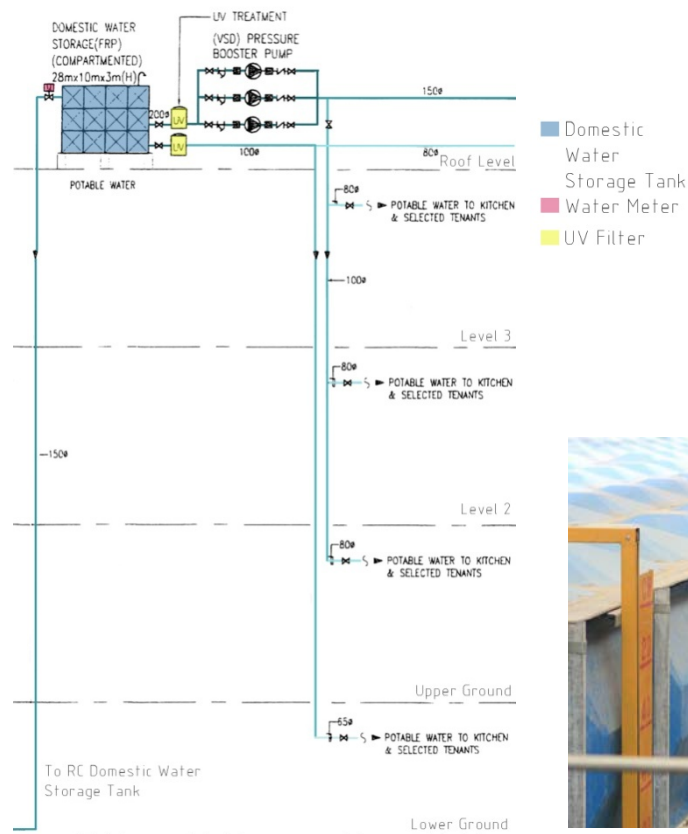 UV TREATMENT
DOMESTIC WATER
STORAGE(FRP)
(COMPARTMENTED)
28mx10mx3m(H)
(VSD) PRESSURE
BOOSTER PUMP
200ø
UV
UV
150ø
100ø
80ø
Roof Level
POTABLE WATER
Domestic
Water
Storage Tank
Water Meter
UV Filter
80ø
POTABLE WATER TO KITCHEN
& SELECTED TENANTS
100ø
Level 3
80ø
POTABLE WATER TO KITCHEN
& SELECTED TENANTS
150ø
Level 2
80ø
POTABLE WATER TO KITCHEN
& SELECTED TENANTS
Upper Ground
65ø
POTABLE WATER TO KITCHEN
& SELECTED TENANTS
To RC Domestic Water
Storage Tank
Lower Ground